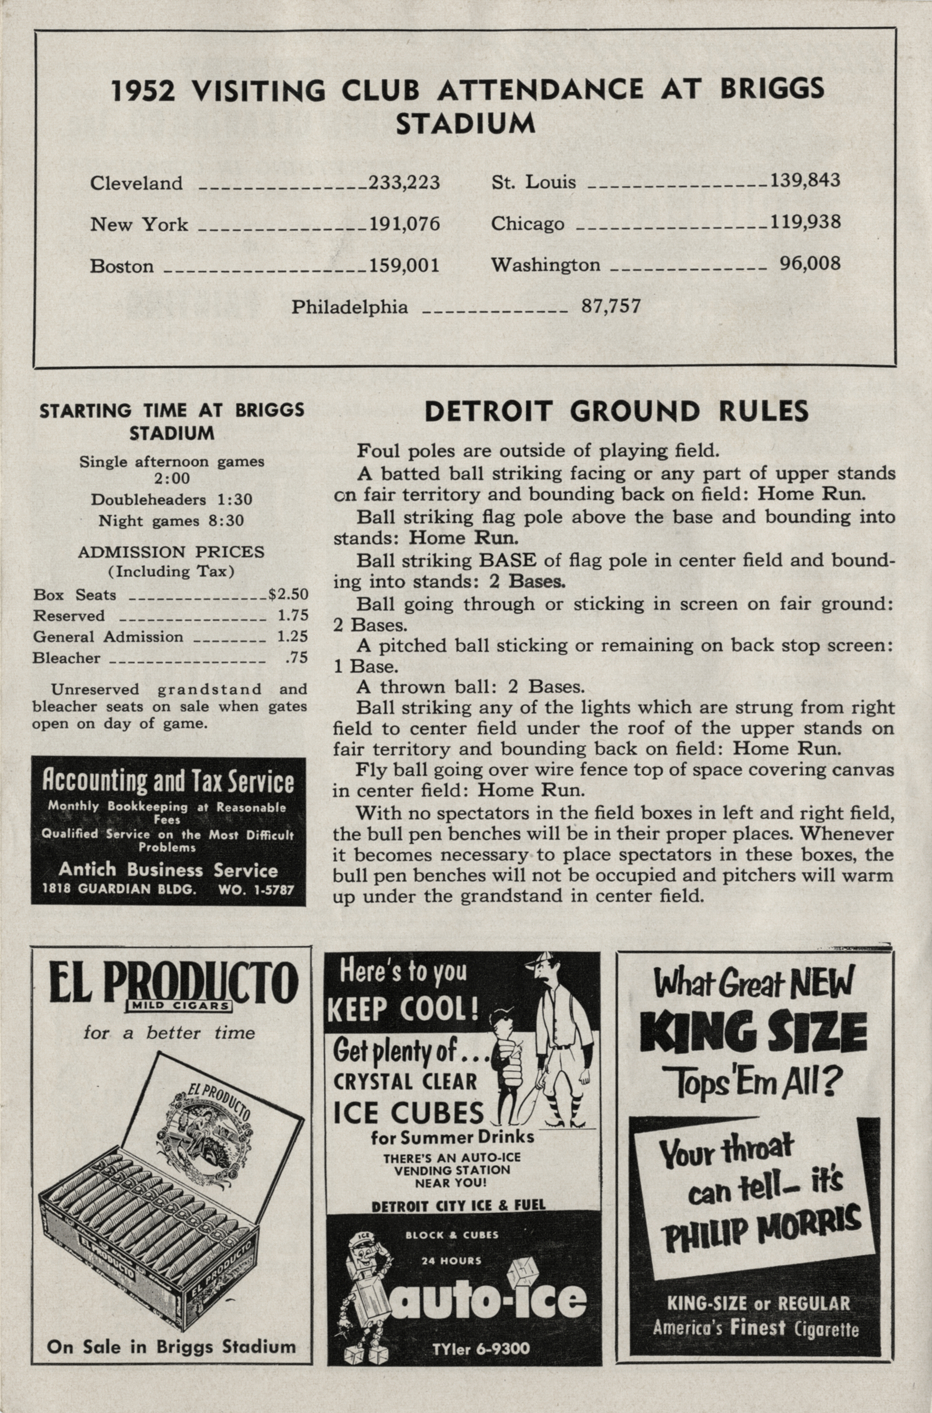 1952 VISITING CLUB ATTENDANCE AT BRIGGS
STADIUM
Cleveland _______________233,223
St. Louis ________________139,843
New York _______________191,076
Chicago _________________119,938
Boston __________________159,001
Washington ______________ 96,008
Philadelphia _____________ 87,757
STARTING TIME AT BRIGGS
STADIUM
Single afternoon games
2:00
Doubleheaders 1:30
Night games 8:30
ADMISSION PRICES
(Including Tax)
Box Seats _______________$2.50
Reserved ________________ 1.75
General Admission ________ 1.25
Bleacher _________________ .75
Unreserved grandstand and
bleacher seats on sale when gates
open on day of game.
Accounting and Tax Service
Monthly Bookkeeping at Reasonable
Fees
Qualified Service on the Most Difficult
Problems
Antich Business Service
1818 GUARDIAN BLDG. WO. 1-5787
DETROIT GROUND RULES
Foul poles are outside of playing field.
A batted ball striking facing or any part of upper stands
on fair territory and bounding back on field: Home Run.
Ball striking flag pole above the base and bounding into
stands: Home Run.
Ball striking BASE of flag pole in center field and bound-
ing into stands: 2 Bases.
Ball going through or sticking in screen on fair ground:
2 Bases.
A pitched ball sticking or remaining on back stop screen:
1 Base.
A thrown ball: 2 Bases.
Ball striking any of the lights which are strung from right
field to center field under the roof of the upper stands on
fair territory and bounding back on field: Home Run.
Fly ball going over wire fence top of space covering canvas
in center field: Home Run.
With no spectators in the field boxes in left and right field,
the bull pen benches will be in their proper places. Whenever
it becomes necessary to place spectators in these boxes, the
bull pen benches will not be occupied and pitchers will warm
up under the grandstand in center field.
EL PRODUCTO
MILD CIGARS
for a better time
EL PRODUCTO
EL PRODUCTO
EL PRODUCTO
On Sale in Briggs Stadium
Here's to you
KEEP COOL!
Get plenty of...
CRYSTAL CLEAR
ICE CUBES
for Summer Drinks
THERE'S AN AUTO-ICE
VENDING STATION
NEAR YOU!
DETROIT CITY ICE & FUEL
ICE
BLOCK & CUBES
24 HOURS
auto-ice
TYler 6-9300
What Great NEW
KING SIZE
Tops 'Em All?
Your throat
can tell— it's
PHILIP MORRIS
KING-SIZE or REGULAR
America's Finest Cigarette